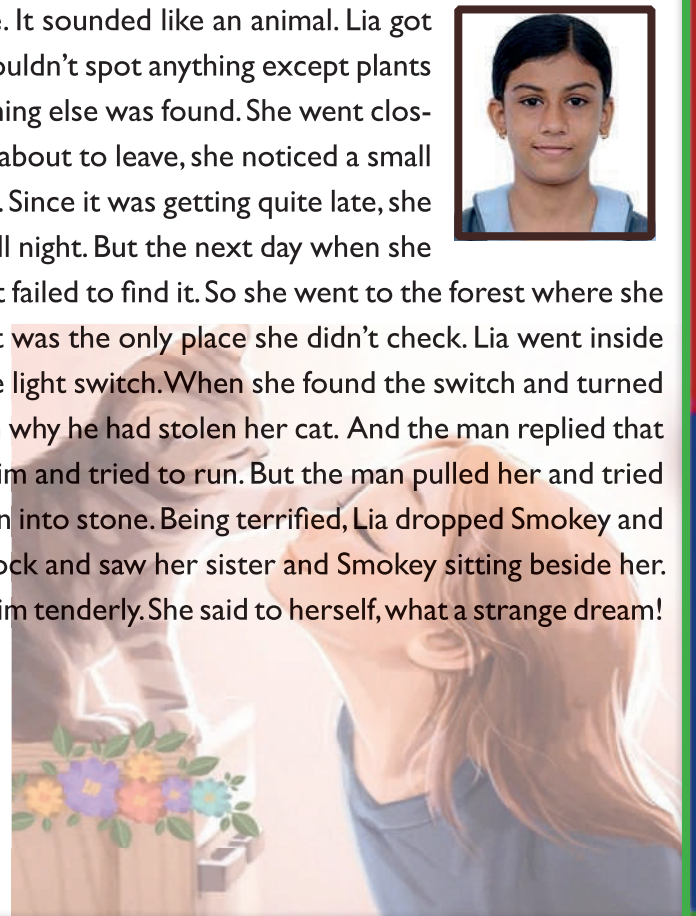 . It sounded like an animal. Lia got
couldn't spot anything except plants
else was found. She went clos-
about to leave, she noticed a small
. Since it was getting quite late, she
night. But the next day when she
failed to find it. So she went to the forest where she
was the only place she didn't check. Lia went inside
light switch.When she found the switch and turned
why he had stolen her cat. And the man replied that
and tried to run. But the man pulled her and tried
into stone. Being terrified, Lia dropped Smokey and
and saw her sister and Smokey sitting beside her.
tenderly. She said to herself, what a strange dream!